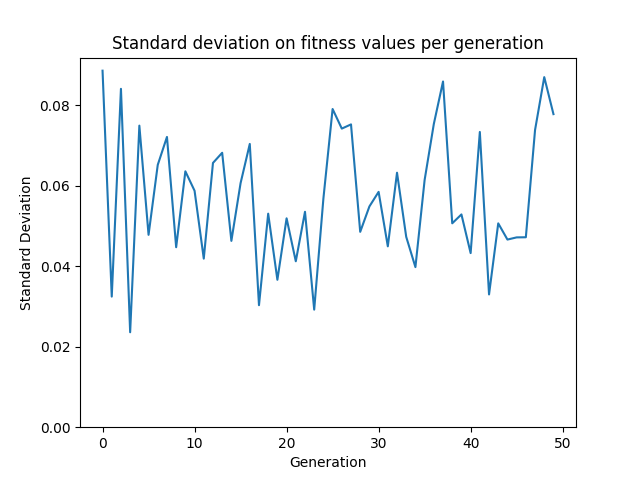 Standard deviation on fitness values per generation
Standard Deviation
0.08
0.06
0.04
0.02
0.00
0 10 20 30 40 50
Generation